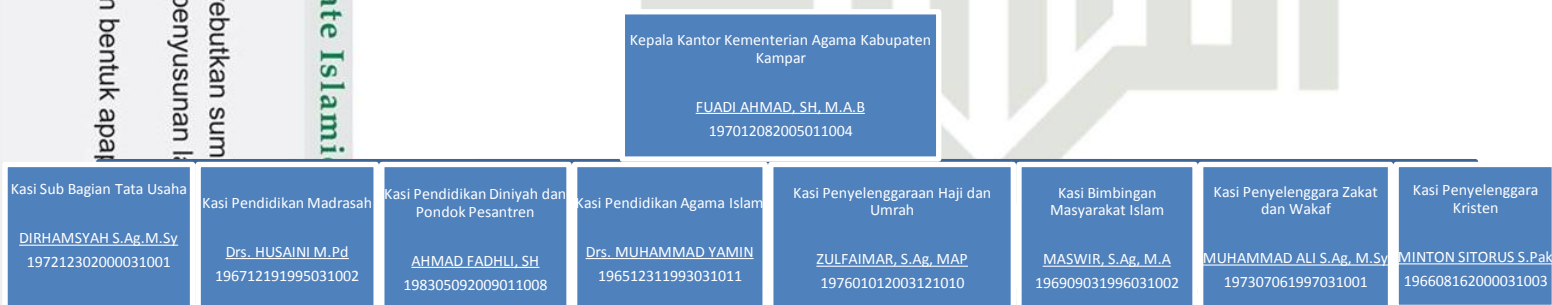 ate Islamic
yebutkan sum
penyusunan la
m bentuk apap
Kepala Kantor Kementerian Agama Kabupaten
Kampar
FUADI AHMAD, SH, M.A.B
197012082005011004
Kasi Sub Bagian Tata Usaha
DIRHAMSYAH S.Ag.M.Sy
197212302000031001
Kasi Pendidikan Madrasah
Drs. HUSAINI M.Pd
196712191995031002
Kasi Pendidikan Diniyah dan
Pondok Pesantren
AHMAD FADHLI, SH
198305092009011008
Kasi Pendidikan Agama Islam
Drs. MUHAMMAD YAMIN
196512311993031011
Kasi Penyelenggaraan Haji dan
Umrah
ZULFAIMAR, S.Ag, MAP
197601012003121010
Kasi Bimbingan
Masyarakat Islam
MASWIR, S.Ag, M.A
196909031996031002
Kasi Penyelenggara Zakat
dan Wakaf
MUHAMMAD ALI S.Ag, M.Sy
197307061997031001
Kasi Penyelenggara
Kristen
MINTON SITORUS S.Pak
196608162000031003